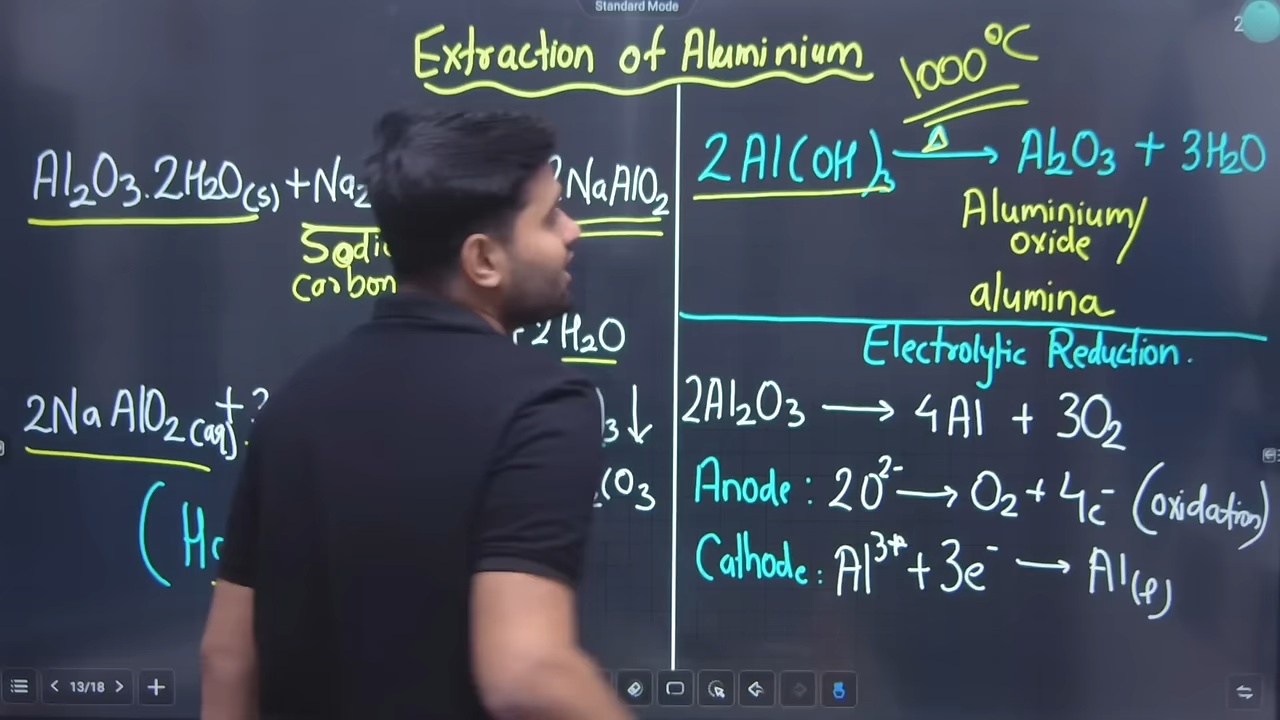 Standard Mode
Extraction of Aluminium
1000°C
Al₂O₃.2H₂O(s) + Na₂
Sodi
carbon
2NaAlO₂
+ 2H₂O
2NaAlO₂(aq) +
₃↓
CO₃
(Ha
2Al(OH)₃ —Δ→ Al₂O₃ + 3H₂O
Aluminium/
oxide
alumina
Electrolytic Reduction.
2Al₂O₃ → 4Al + 3O₂
Anode: 2O²⁻ → O₂ + 4e⁻ (oxidation)
Cathode: Al³⁺ + 3e⁻ → Al(l)
13/18